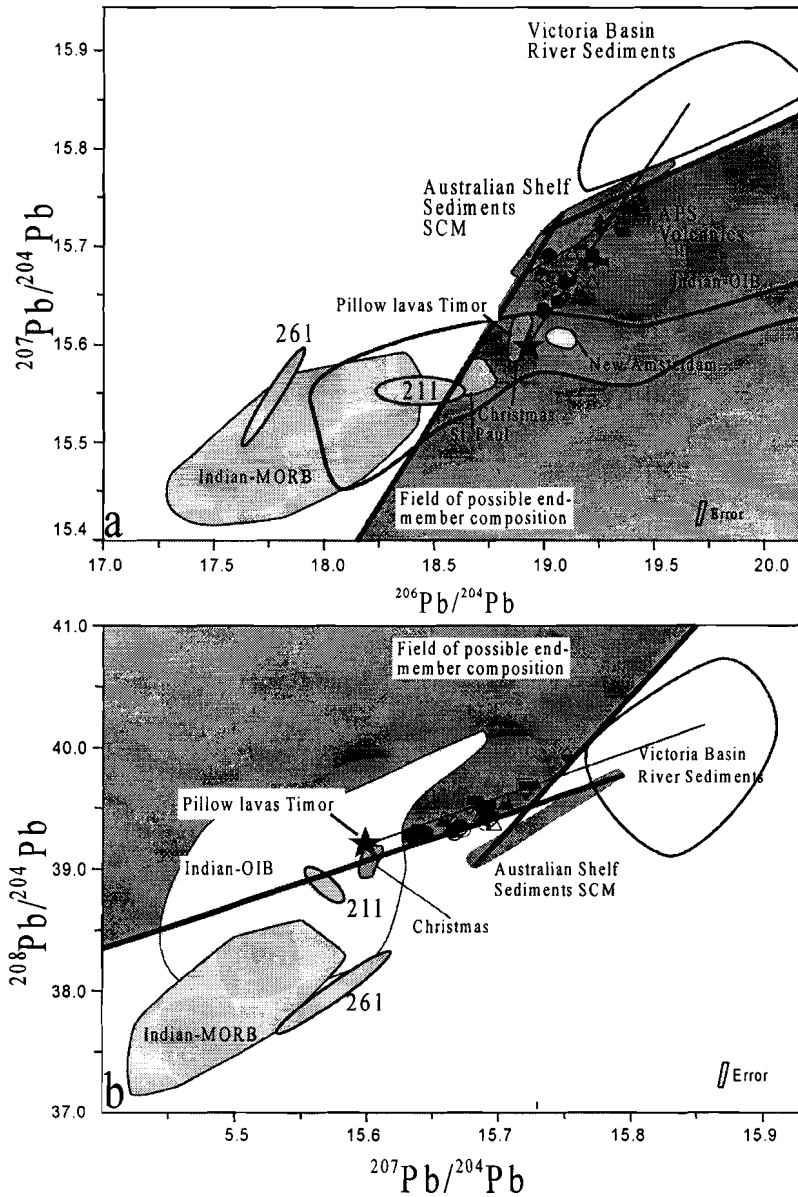 Victoria Basin
River Sediments
15.9
15.8
15.7
15.6
15.5
15.4
207Pb/204Pb
Australian Shelf
Sediments
SCM
APS
Volcanics
Indian-OIB
Pillow lavas Timor
261
211
New Amsterdam
Christmas
St. Paul
Indian-MORB
Field of possible end-
member composition
Error
a
17.0 17.5 18.0 18.5 19.0 19.5 20.0
206Pb/204Pb
41.0
40.0
39.0
38.0
37.0
208Pb/204Pb
Field of possible end-
member composition
Victoria Basin
River Sediments
Pillow lavas Timor
Indian-OIB
Australian Shelf
Sediments SCM
211
Christmas
261
Indian-MORB
Error
b
5.5 15.6 15.7 15.8 15.9
207Pb/204Pb